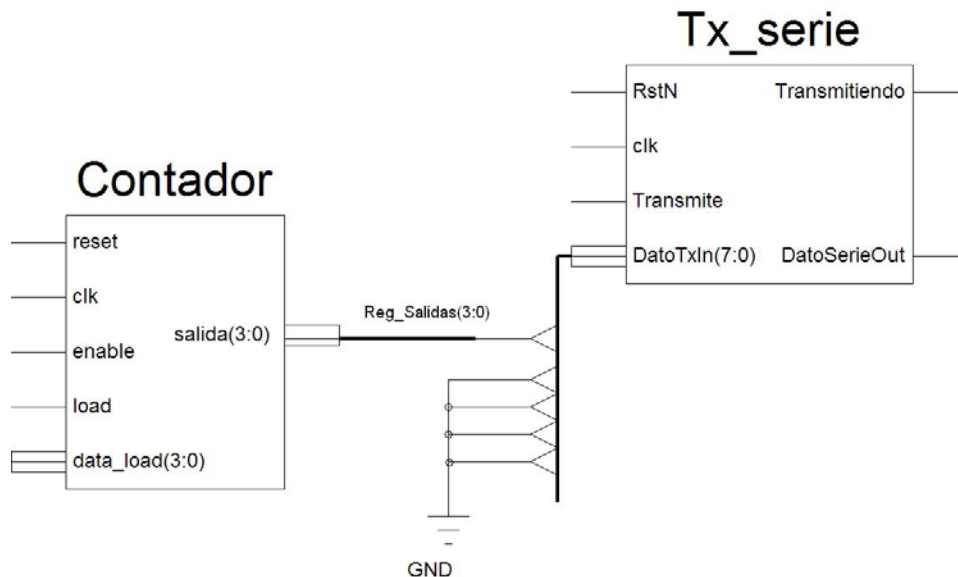 Tx_serie
RstN
Transmitiendo
clk
Transmite
DatoTxIn(7:0)
DatoSerieOut
Contador
reset
clk
enable
salida(3:0)
load
data_load(3:0)
Reg_Salidas(3:0)
GND